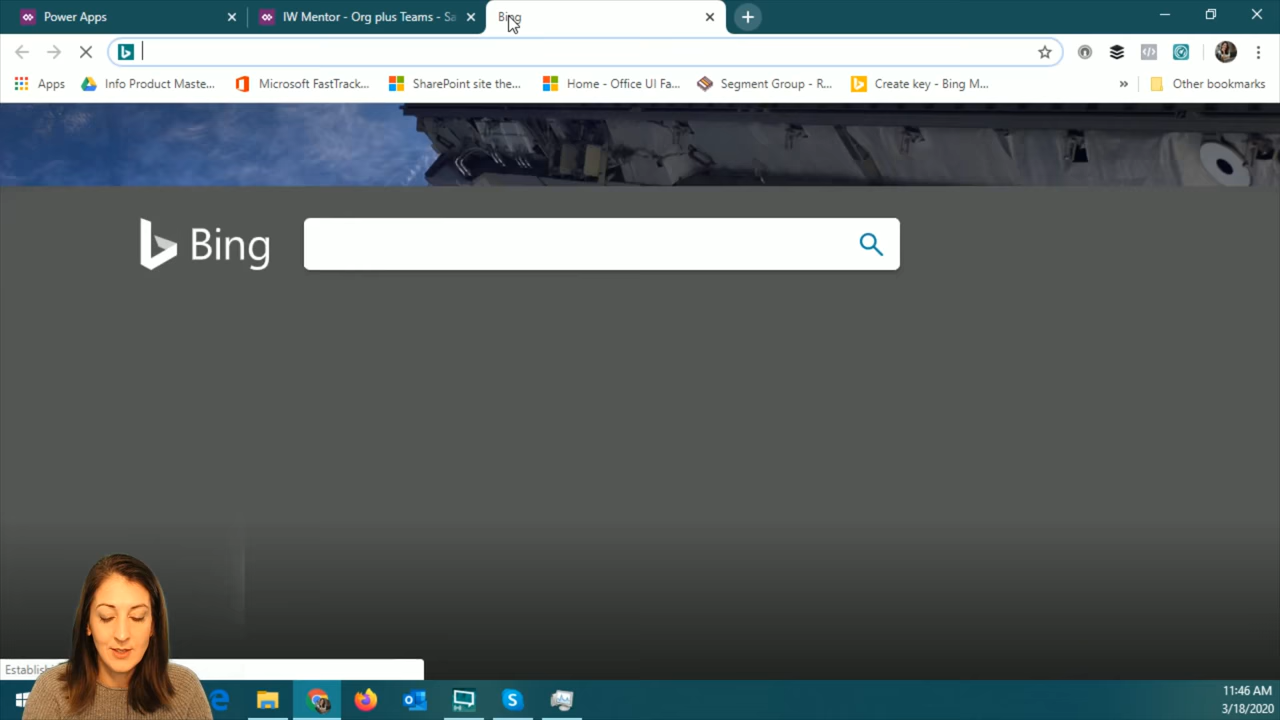 Power Apps
IW Mentor - Org plus Teams - Sa
Bing
Apps
Info Product Maste...
Microsoft FastTrack...
SharePoint site the...
Home - Office UI Fa...
Segment Group - R...
Create key - Bing M...
»
Other bookmarks
Bing
Establis
11:46 AM
3/18/2020